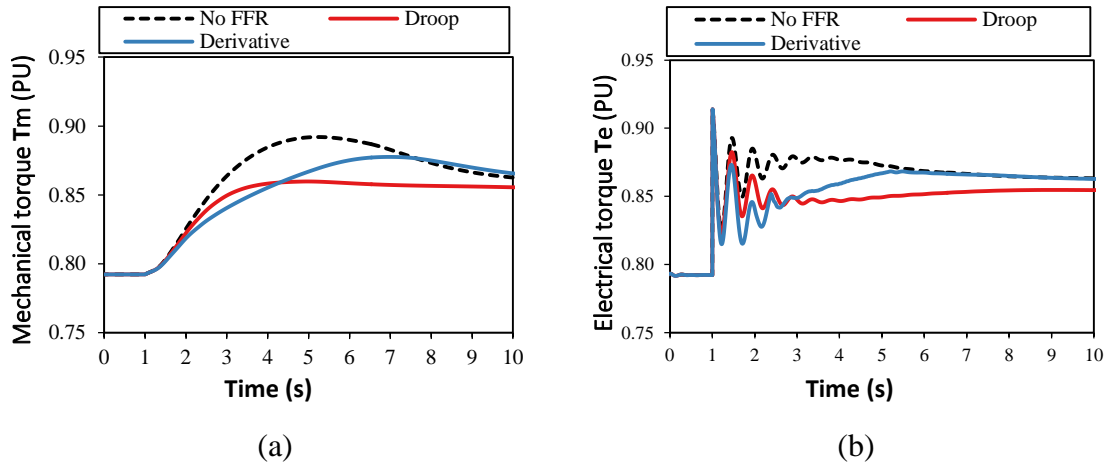 No FFR Droop
Derivative
Mechanical torque Tm (PU)
0.95
0.90
0.85
0.80
0.75
0 1 2 3 4 5 6 7 8 9 10
Time (s)
(a)
No FFR Droop
Derivative
Electrical torque Te (PU)
0.95
0.90
0.85
0.80
0.75
0 1 2 3 4 5 6 7 8 9 10
Time (s)
(b)